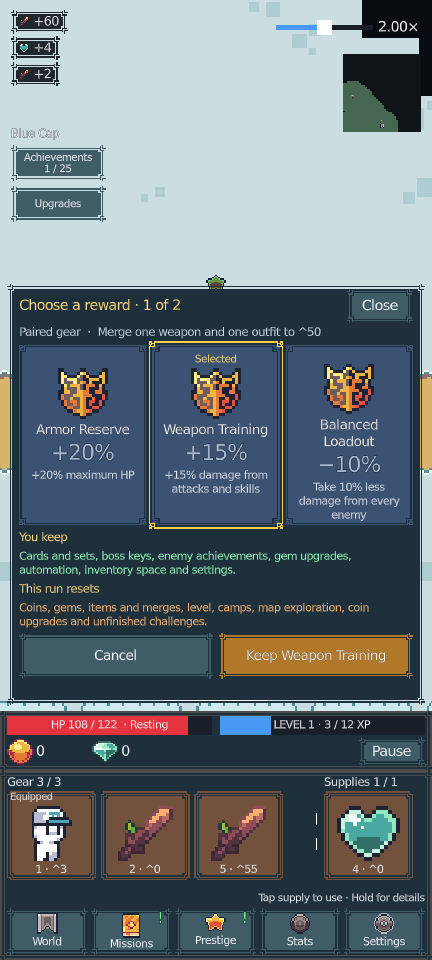 +60
2.00×
+4
+2
Blue Cap
Achievements
1 / 25
Upgrades
Choose a reward · 1 of 2
Close
Paired gear · Merge one weapon and one outfit to ^50
Selected
Armor Reserve
+20%
+20% maximum HP
Weapon Training
+15%
+15% damage from
attacks and skills
Balanced
Loadout
−10%
Take 10% less
damage from every
enemy
You keep
Cards and sets, boss keys, enemy achievements, gem upgrades,
automation, inventory space and settings.
This run resets
Coins, gems, items and merges, level, camps, map exploration, coin
upgrades and unfinished challenges.
Cancel
Keep Weapon Training
HP 108 / 122 · Resting
LEVEL 1 · 3 / 12 XP
0
0
Pause
Gear 3 / 3
Supplies 1 / 1
Equipped
1 · ^3
2 · ^0
5 · ^55
4 · ^0
Tap supply to use · Hold for details
World
Missions
!
Prestige
!
Stats
Settings